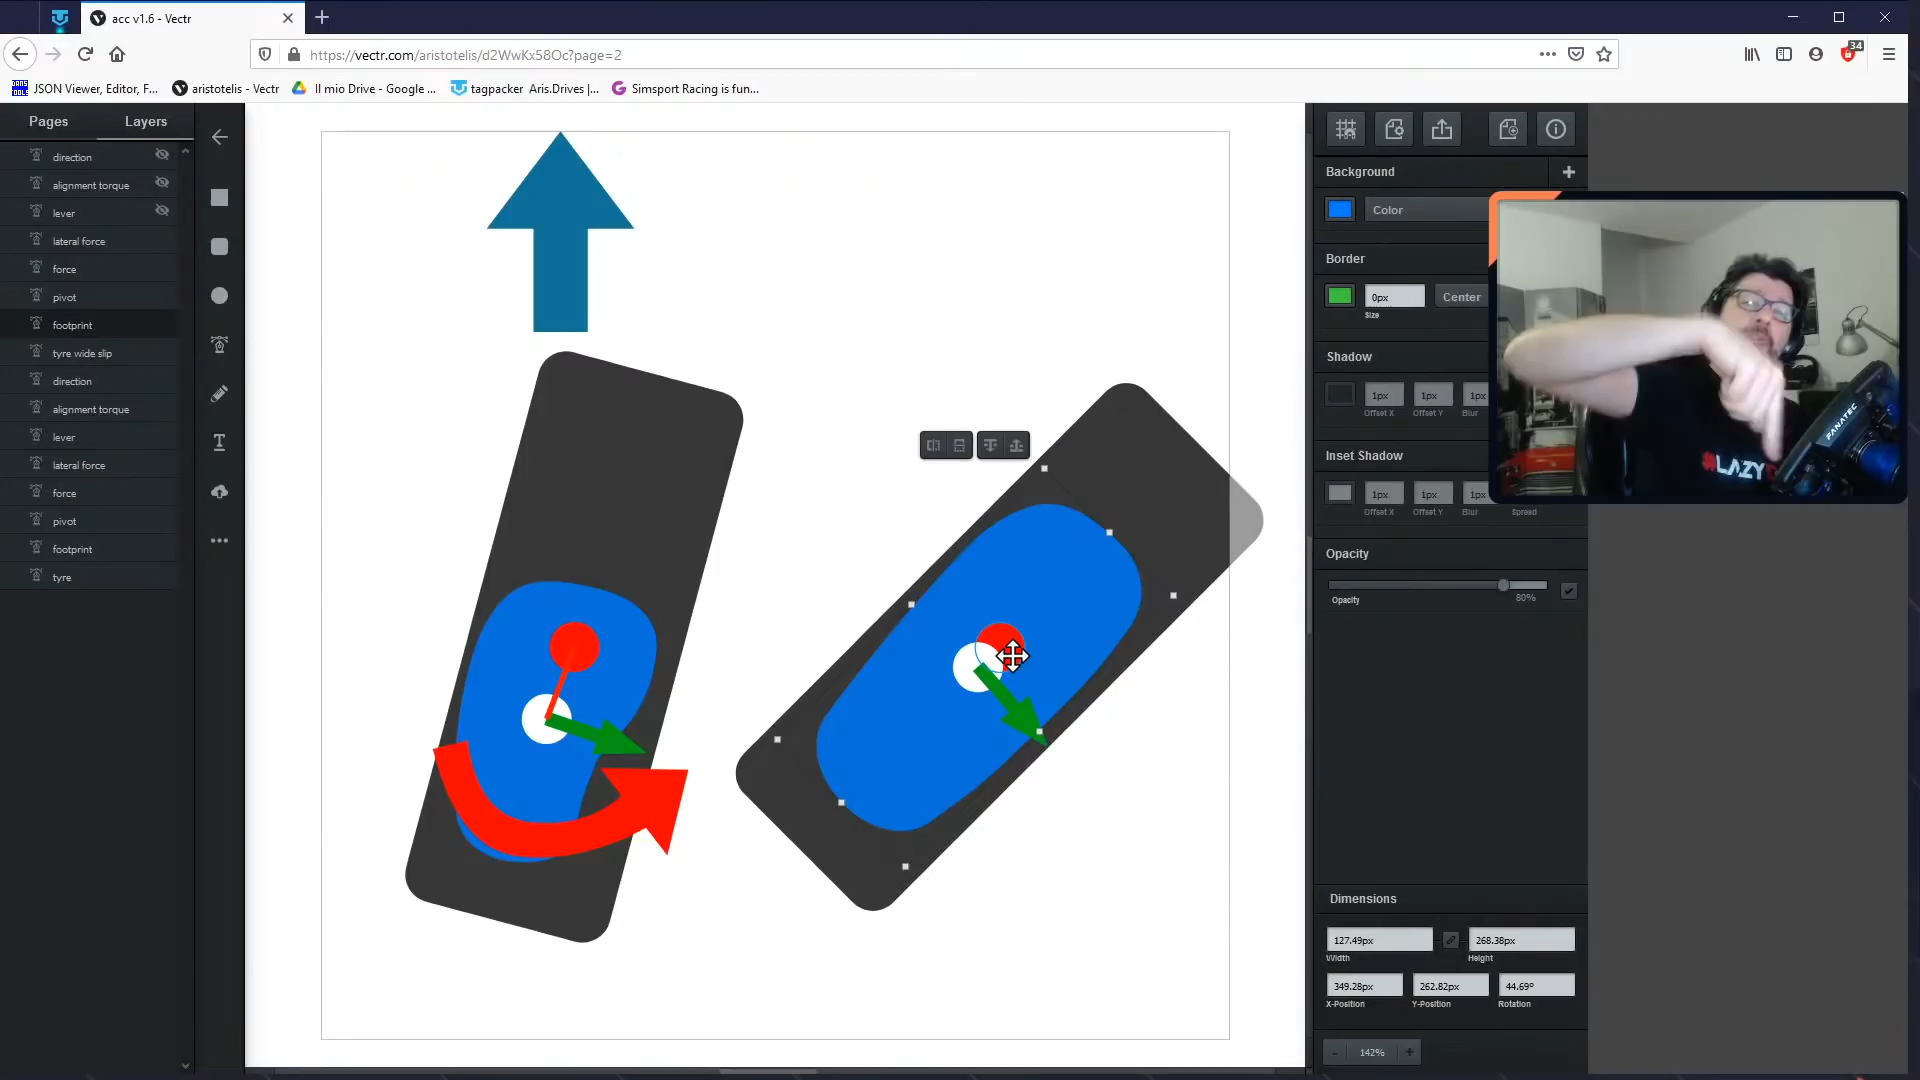 acc v1.6 - Vectr
https://vectr.com/aristotelis/d2WwKx58Oc?page=2
34
JSON Viewer, Editor, F...
aristotelis - Vectr
Il mio Drive - Google ...
tagpacker Aris.Drives |...
Simsport Racing is fun...
Pages
Layers
direction
alignment torque
lever
lateral force
force
pivot
footprint
tyre wide slip
direction
alignment torque
lever
lateral force
force
pivot
footprint
tyre
Background
Color
Border
0px
Center
Size
Shadow
1px
1px
1px
Offset X
Offset Y
Blur
Inset Shadow
1px
1px
1px
Offset X
Offset Y
Blur
Spread
Opacity
Opacity
80%
Dimensions
127.49px
268.38px
Width
Height
349.28px
262.82px
44.69º
X-Position
Y-Position
Rotation
- 142% +
FANATEC
#LAZY